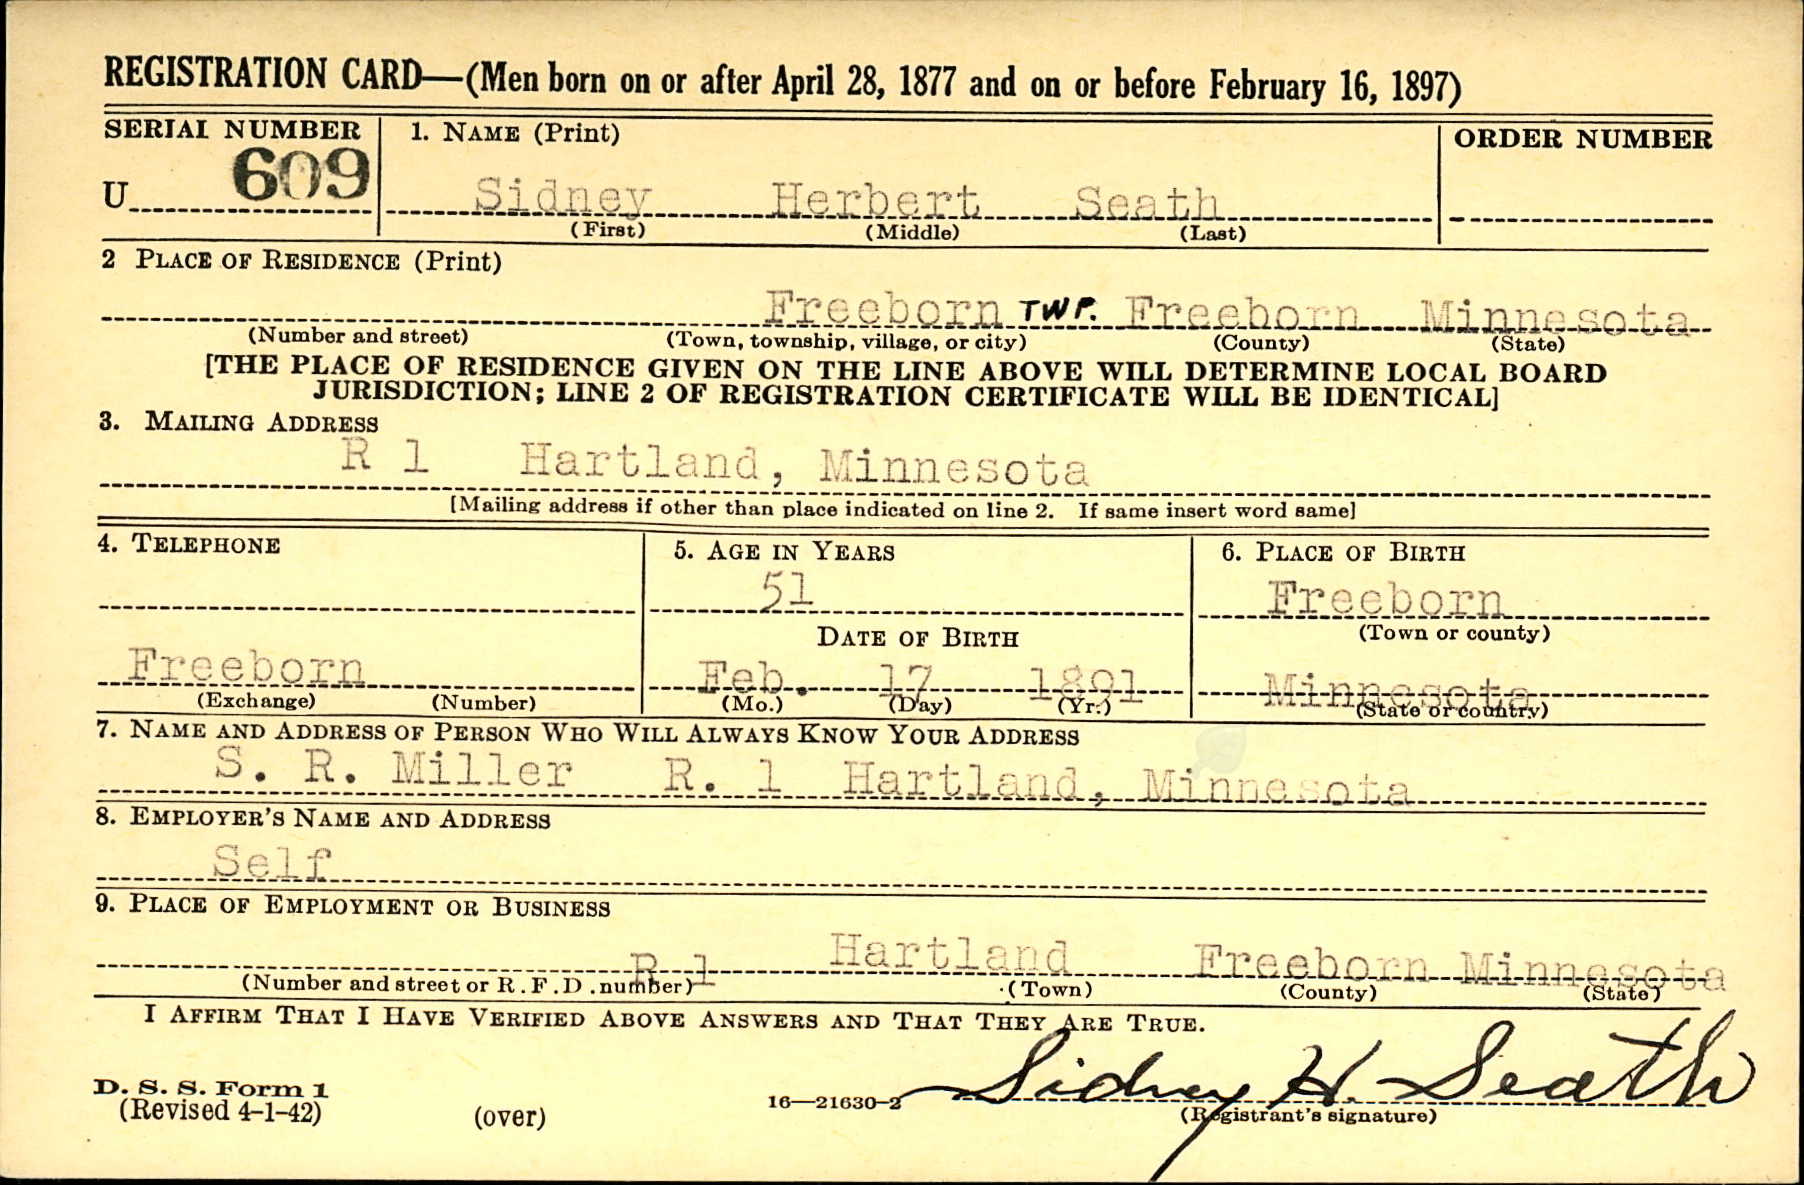 REGISTRATION CARD—(Men born on or after April 28, 1877 and on or before February 16, 1897)
SERIAL NUMBER 1. NAME (Print) ORDER NUMBER
U 609 Sidney Herbert Seath
(First) (Middle) (Last)
2 PLACE OF RESIDENCE (Print)
Freeborn TWP. Freeborn Minnesota
(Number and street) (Town, township, village, or city) (County) (State)
[THE PLACE OF RESIDENCE GIVEN ON THE LINE ABOVE WILL DETERMINE LOCAL BOARD
JURISDICTION; LINE 2 OF REGISTRATION CERTIFICATE WILL BE IDENTICAL]
3. MAILING ADDRESS
R 1 Hartland, Minnesota
[Mailing address if other than place indicated on line 2. If same insert word same]
4. TELEPHONE 5. AGE IN YEARS 6. PLACE OF BIRTH
51 Freeborn
DATE OF BIRTH (Town or county)
Freeborn Feb. 17 1891 Minnesota
(Exchange) (Number) (Mo.) (Day) (Yr.) (State or country)
7. NAME AND ADDRESS OF PERSON WHO WILL ALWAYS KNOW YOUR ADDRESS
S. R. Miller R. 1 Hartland, Minnesota
8. EMPLOYER'S NAME AND ADDRESS
Self
9. PLACE OF EMPLOYMENT OR BUSINESS
R 1 Hartland Freeborn Minnesota
(Number and street or R.F.D. number) (Town) (County) (State)
I AFFIRM THAT I HAVE VERIFIED ABOVE ANSWERS AND THAT THEY ARE TRUE.
Sidney H. Seath
D. S. S. Form 1
(Revised 4-1-42) (over) 16—21630-2 (Registrant's signature)